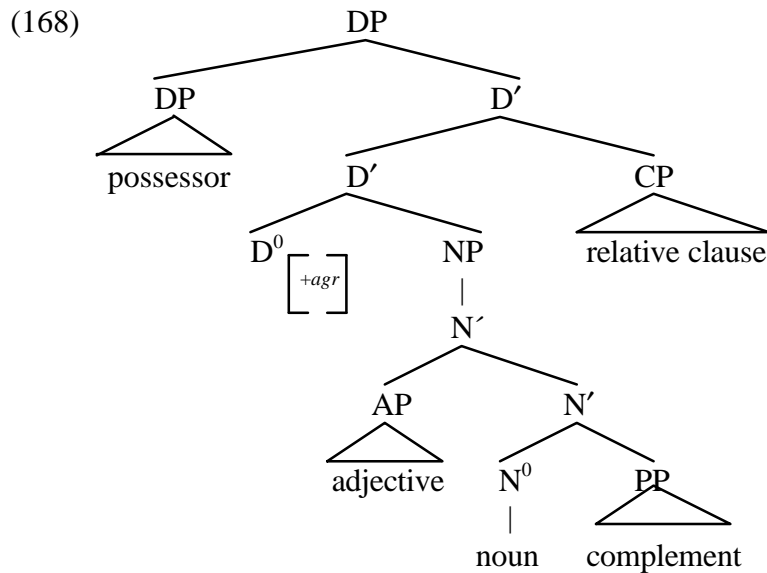 (168) DP
DP D′
possessor D′ CP
D⁰ [+agr] NP relative clause
N′
AP N′
adjective N⁰ PP
noun complement